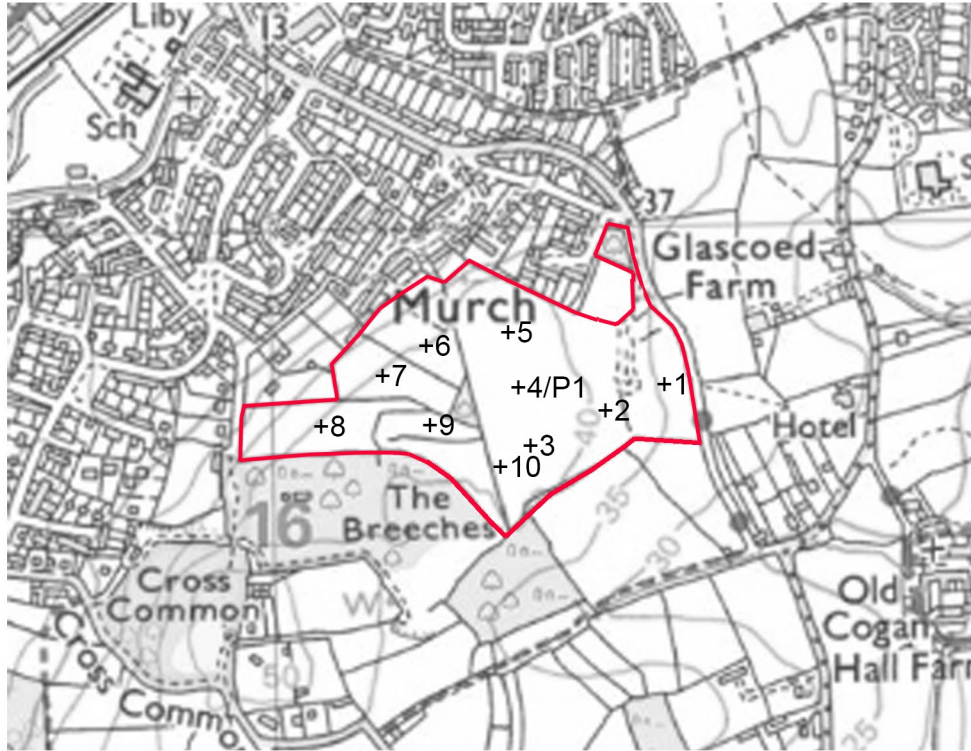 Liby
13
Sch
37
Glascoed
Farm
Murch
+5
+6
+7
+4/P1
+1
+2
+8
+9
40
Hotel
+3
+10
The
Breeches
35
16
30
Cross
Common
W
Old
Cogan
Hall Farm
Cross
Commo
50
35